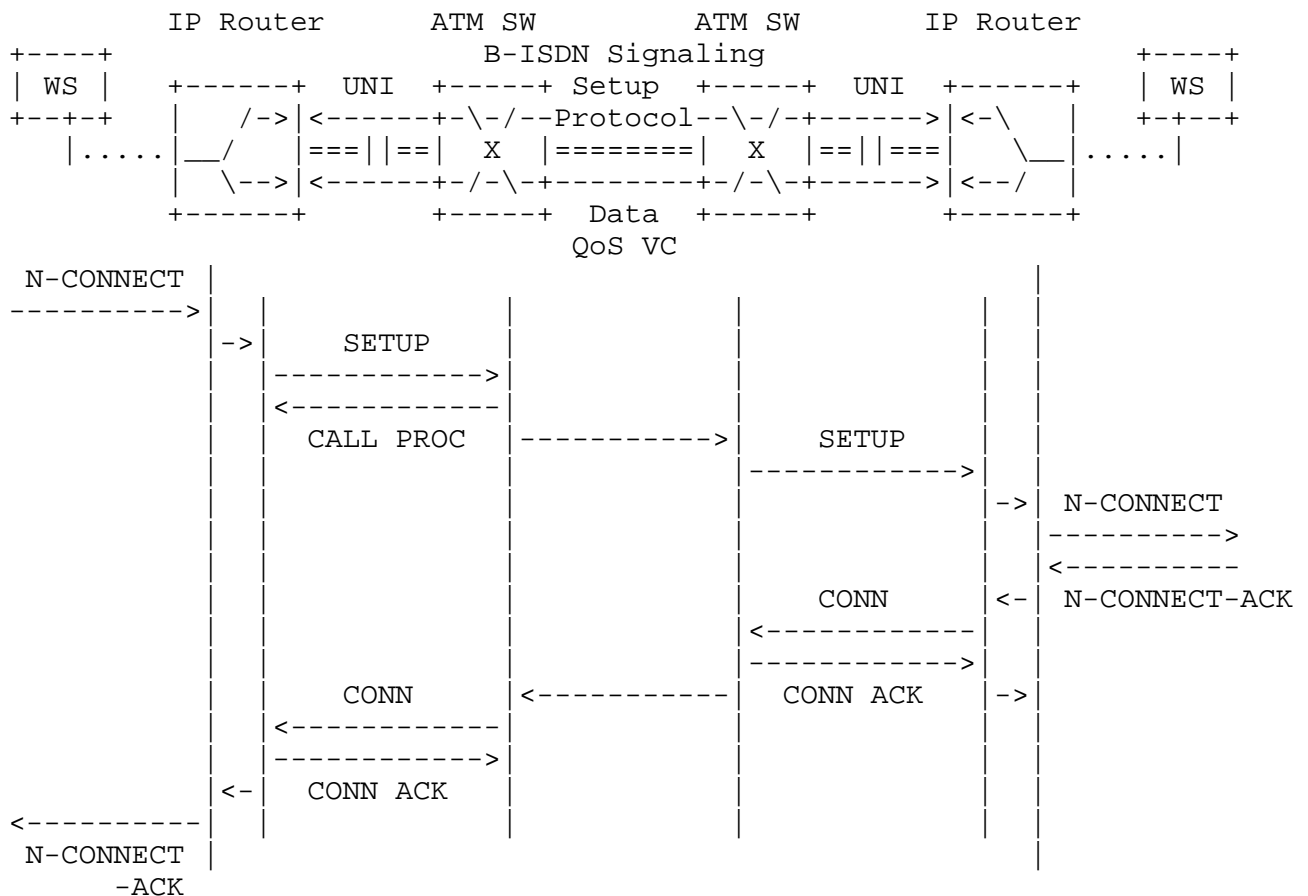 IP Router ATM SW ATM SW IP Router
B-ISDN Signaling
WS UNI Setup UNI WS
Protocol
X X
Data
QoS VC
N-CONNECT
SETUP
CALL PROC SETUP
N-CONNECT
CONN N-CONNECT-ACK
CONN CONN ACK
CONN ACK
N-CONNECT
-ACK